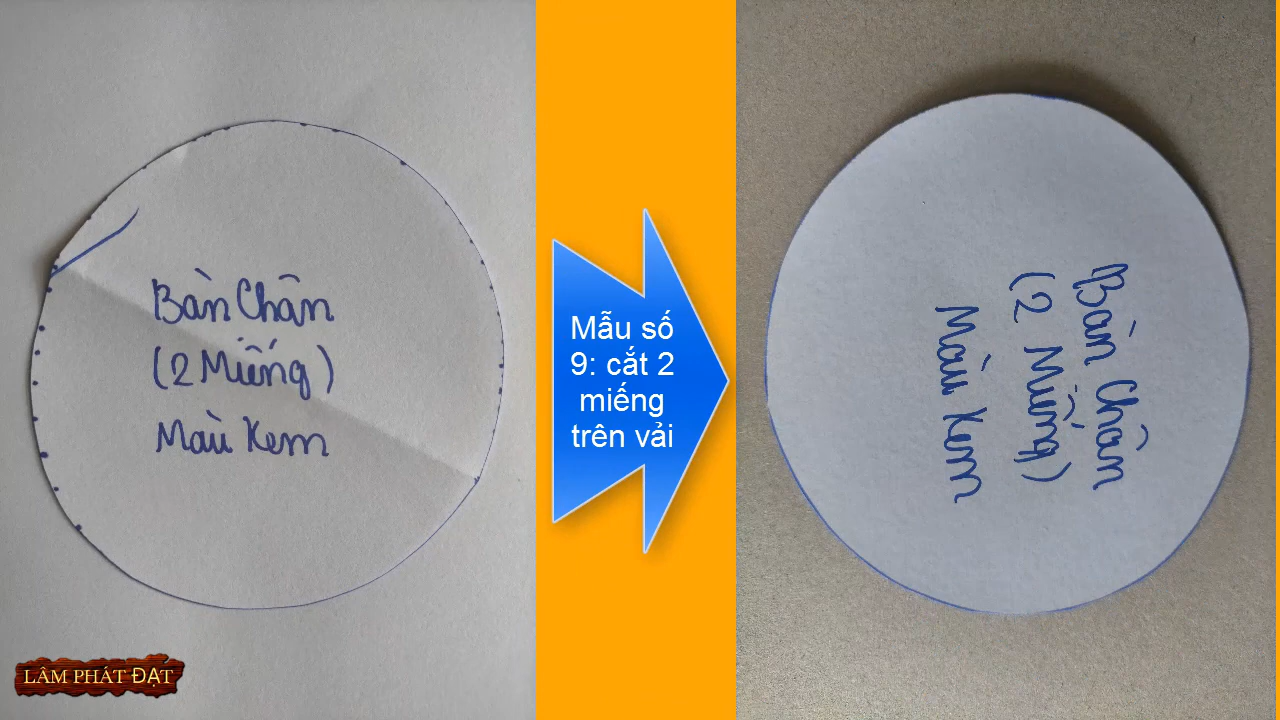 Bàn Chân
(2 Miếng)
Màu Kem
Mẫu số
9: cắt 2
miếng
trên vải
Bàn Chân
(2 Miếng)
Màu Kem
LÂM PHÁT ĐẠT